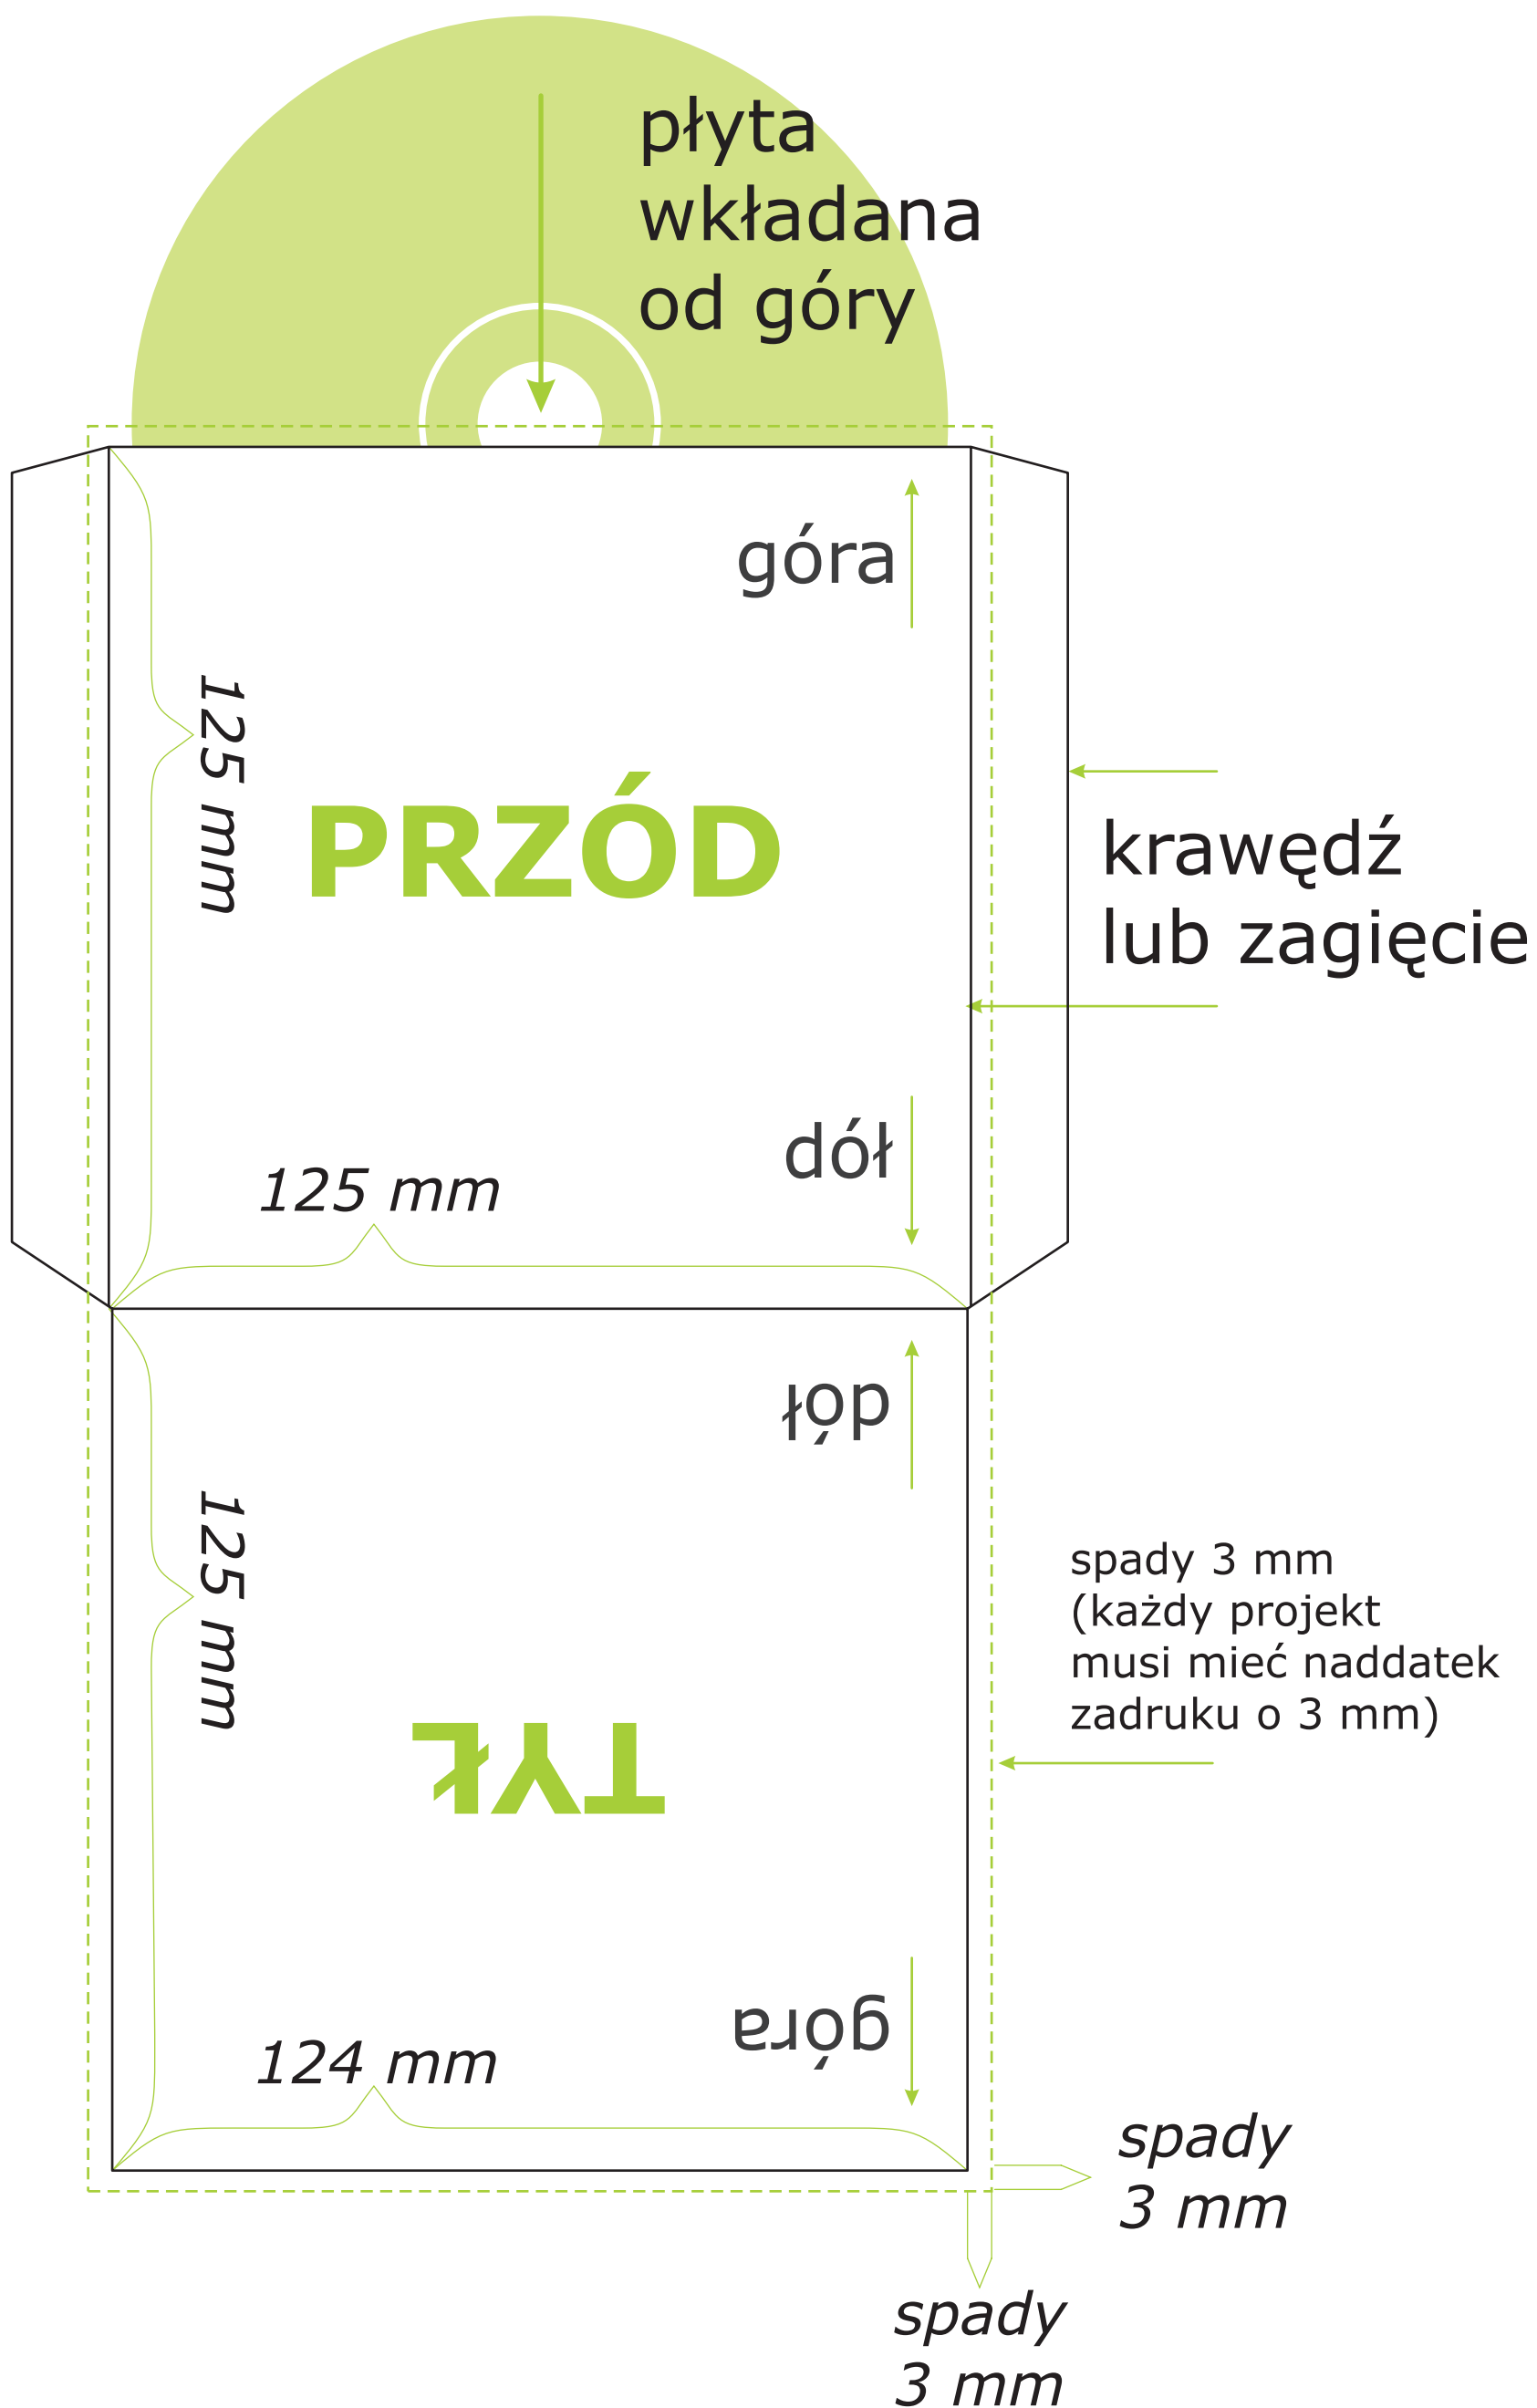 płyta
wkładana
od góry
góra
125 mm
PRZÓD
krawędź
lub zagięcie
dół
125 mm
dół
125 mm
spady 3 mm
(każdy projekt
musi mieć naddatek
zadruku o 3 mm)
TYŁ
góra
124 mm
spady
3 mm
spady
3 mm